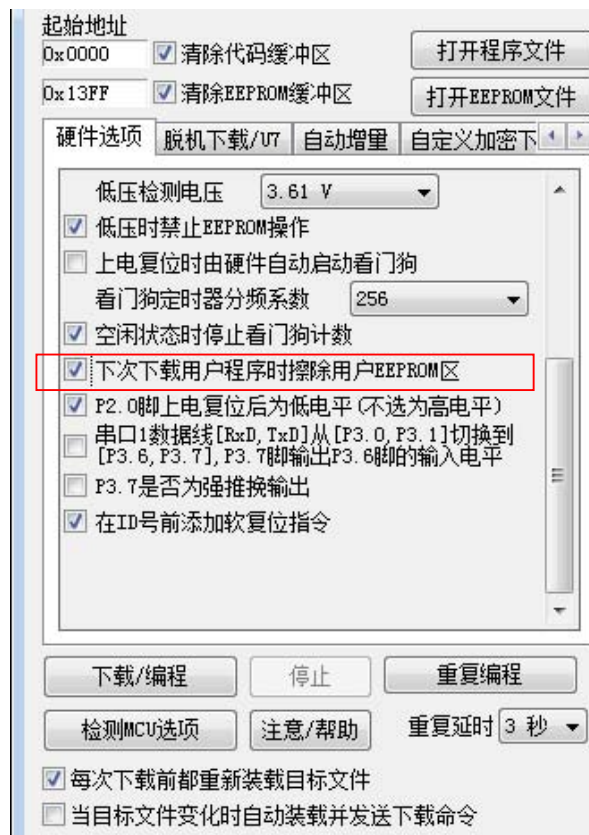 起始地址
0x0000 清除代码缓冲区 打开程序文件
0x13FF 清除EEPROM缓冲区 打开EEPROM文件
硬件选项 脱机下载/U7 自动增量 自定义加密下
低压检测电压 3.61 V
低压时禁止EEPROM操作
上电复位时由硬件自动启动看门狗
看门狗定时器分频系数 256
空闲状态时停止看门狗计数
下次下载用户程序时擦除用户EEPROM区
P2.0脚上电复位后为低电平(不选为高电平)
串口1数据线[RxD,TxD]从[P3.0,P3.1]切换到
[P3.6,P3.7],P3.7脚输出P3.6脚的输入电平
P3.7是否为强推挽输出
在ID号前添加软复位指令
下载/编程 停止 重复编程
检测MCU选项 注意/帮助 重复延时 3 秒
每次下载前都重新装载目标文件
当目标文件变化时自动装载并发送下载命令